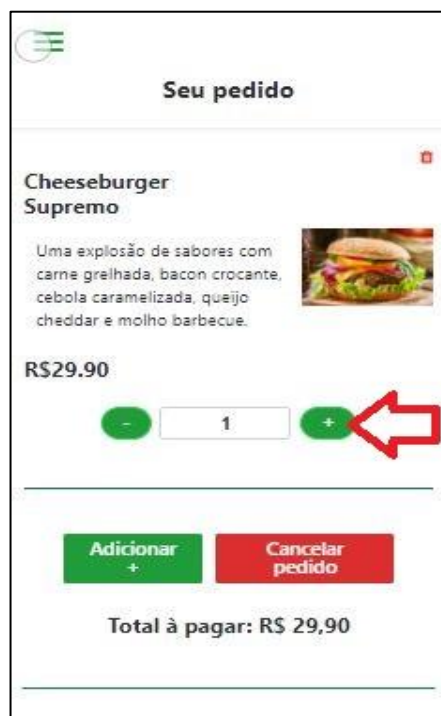 Seu pedido
Cheeseburger
Supremo
Uma explosão de sabores com
carne grelhada, bacon crocante,
cebola caramelizada, queijo
cheddar e molho barbecue.
R$29.90
- 1 +
Adicionar
+
Cancelar
pedido
Total à pagar: R$ 29,90